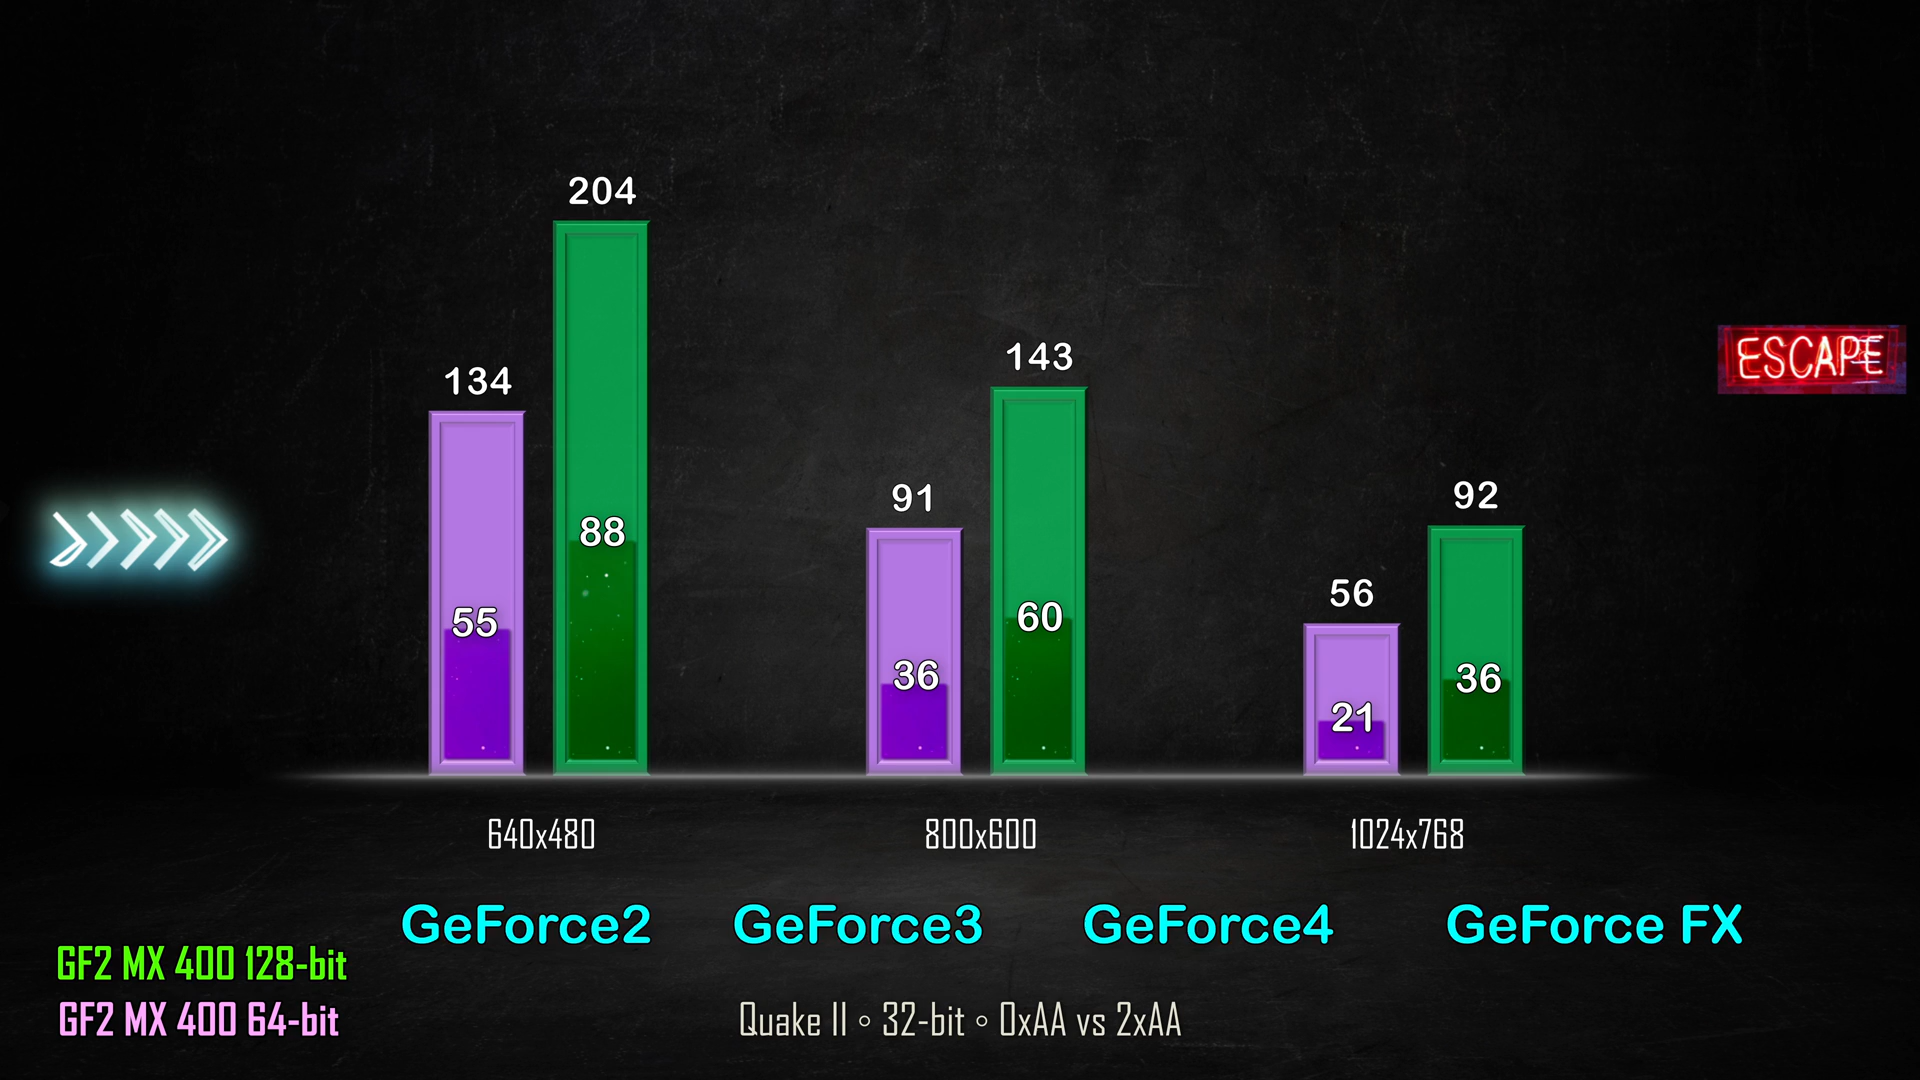 204
134
143
ESCAPE
91
92
88
56
55
60
36
36
21
640x480
800x600
1024x768
GeForce2
GeForce3
GeForce4
GeForce FX
GF2 MX 400 128-bit
GF2 MX 400 64-bit
Quake II ∘ 32-bit ∘ 0xAA vs 2xAA